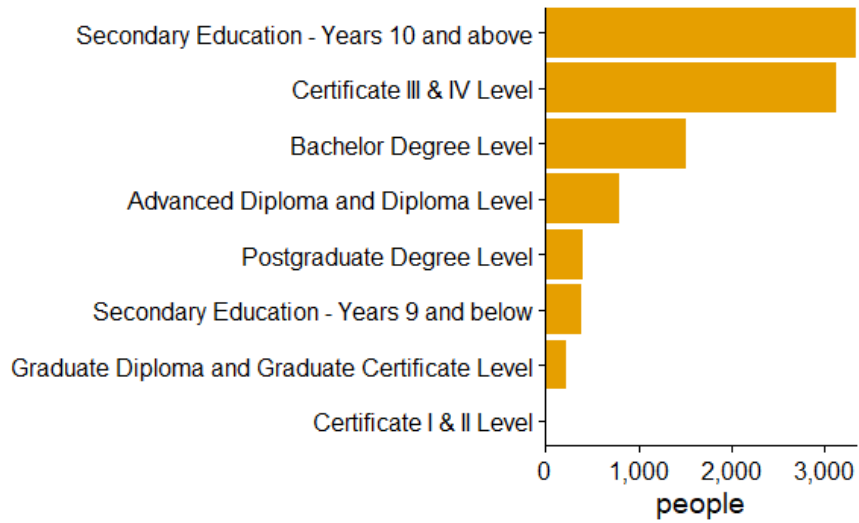 Secondary Education - Years 10 and above
Certificate III & IV Level
Bachelor Degree Level
Advanced Diploma and Diploma Level
Postgraduate Degree Level
Secondary Education - Years 9 and below
Graduate Diploma and Graduate Certificate Level
Certificate I & II Level
0 1,000 2,000 3,000
people